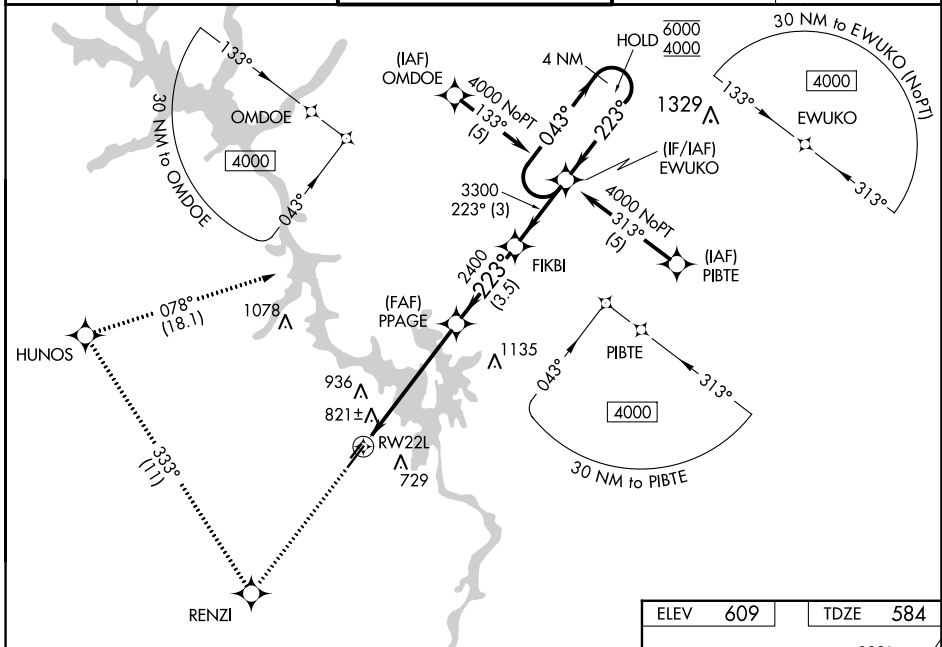 133°
OMDOE
4000
043°
30 NM to OMDOE
(IAF)
OMDOE
4000 NoPT
133°
(5)
4 NM
HOLD
6000
4000
043°
223°
1329
(IF/IAF)
EWUKO
30 NM to EWUKO (NoPT)
4000
133°
EWUKO
313°
3300
223° (3)
4000 NoPT
313°
(5)
(IAF)
PIBTE
FIKBI
2400
223°
(3.5)
(FAF)
PPAGE
078°
(18.1)
1078
HUNOS
1135
PIBTE
043°
313°
4000
30 NM to PIBTE
936
821±
RW22L
729
333°
(11)
RENZI
ELEV 609
TDZE 584